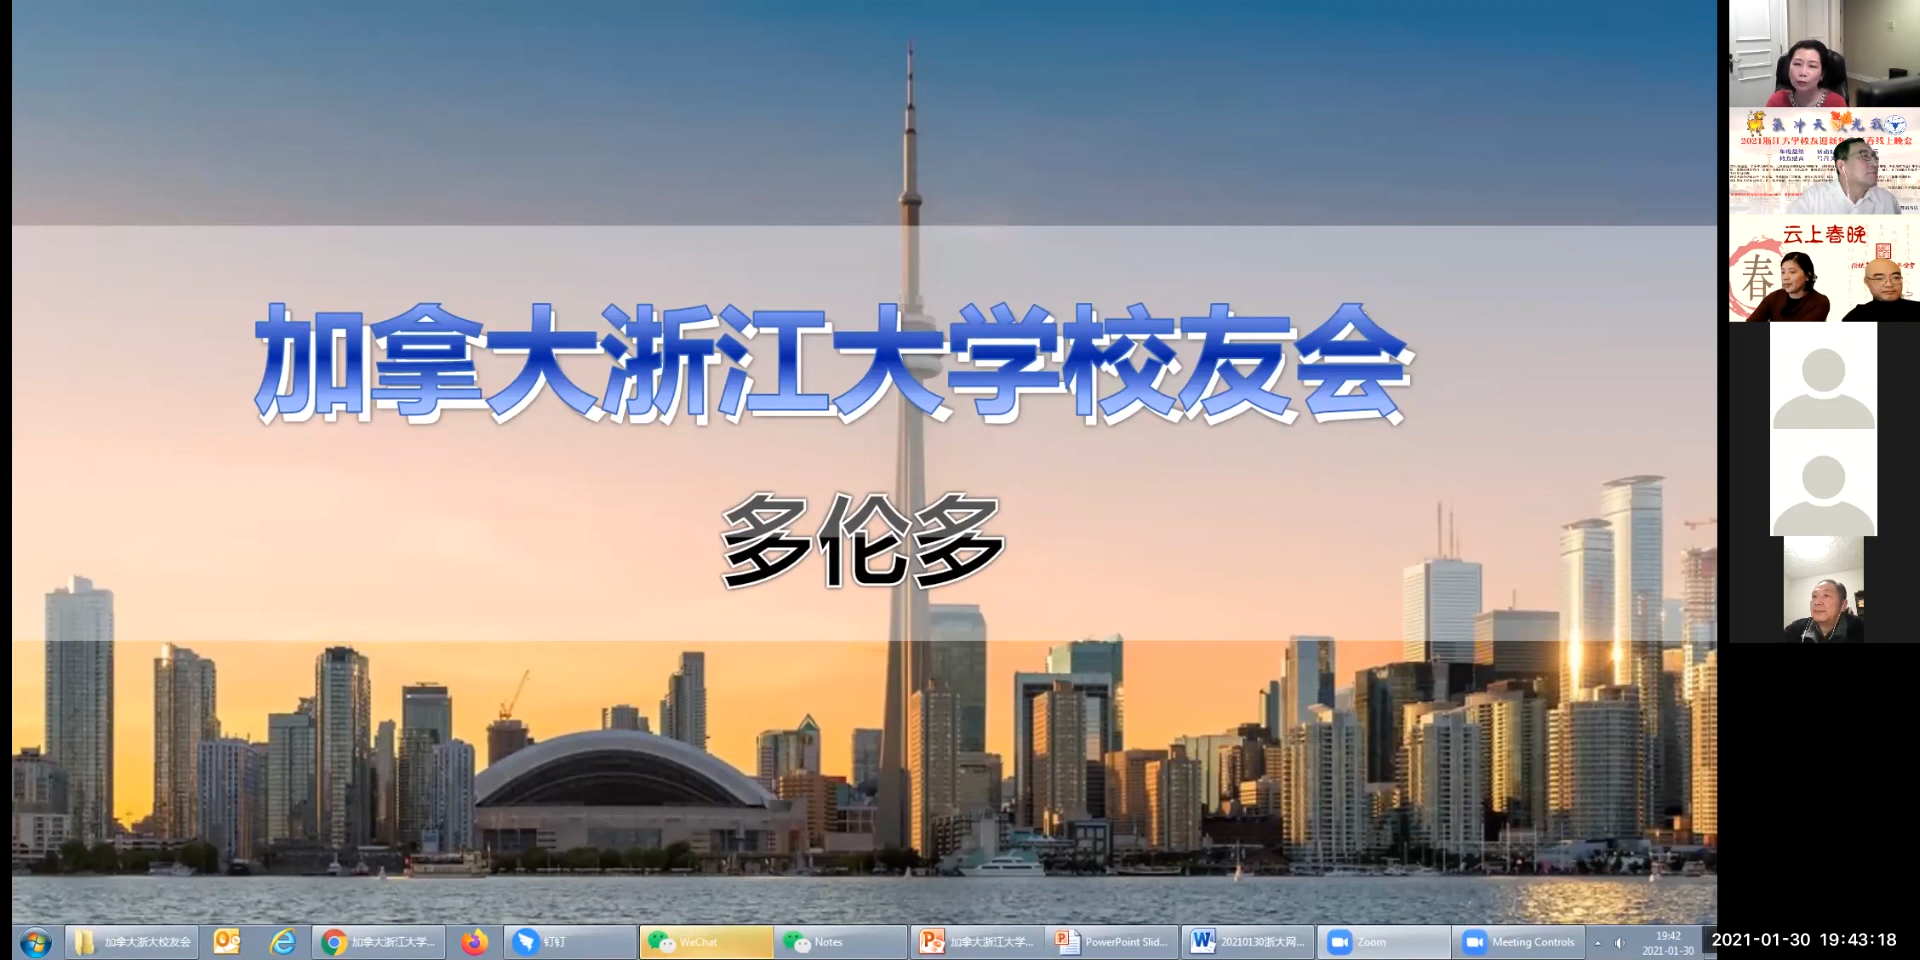 加拿大浙江大学校友会
多伦多
云上春晚
春
加拿大浙大校友会
加拿大浙江大学...
钉钉
WeChat
Notes
加拿大浙江大学...
PowerPoint Slid...
20210130浙大网...
Zoom
Meeting Controls
19:42
2021-01-30
2021-01-30 19:43:18